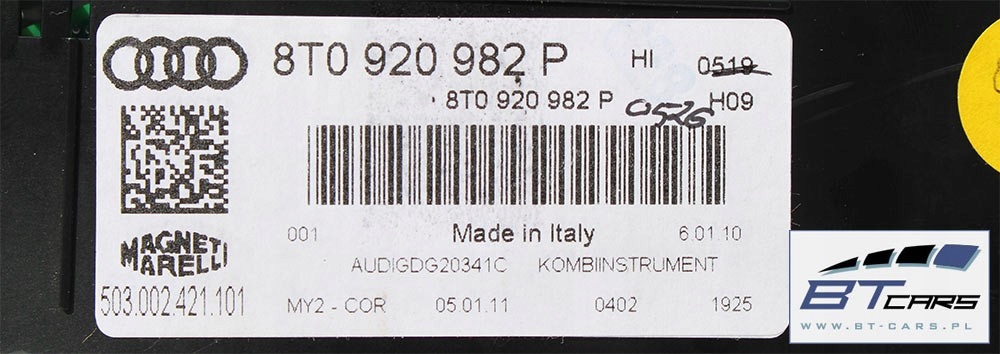 8T0 920 982 P HI 0519
8T0 920 982 P 0526 H09
001 Made in Italy 6.01.10
MAGNETI
MARELLI
AUDIGDG20341C KOMBIINSTRUMENT
503.002.421.101 MY2 - COR 05.01.11 0402 1925
BT CARS
WWW.BT-CARS.PL